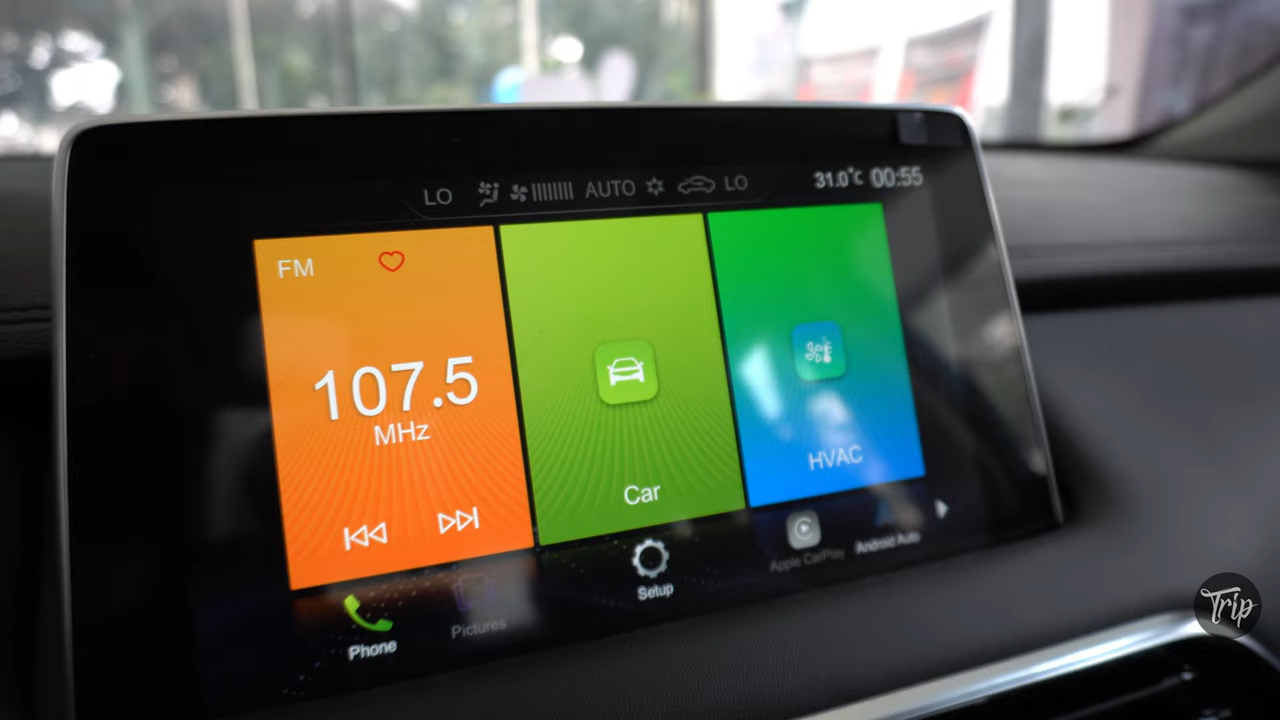 LO AUTO LO 31.0°C 00:55
FM
107.5
MHz
Car
HVAC
Phone
Pictures
Setup
Apple CarPlay
Android Auto
Trip